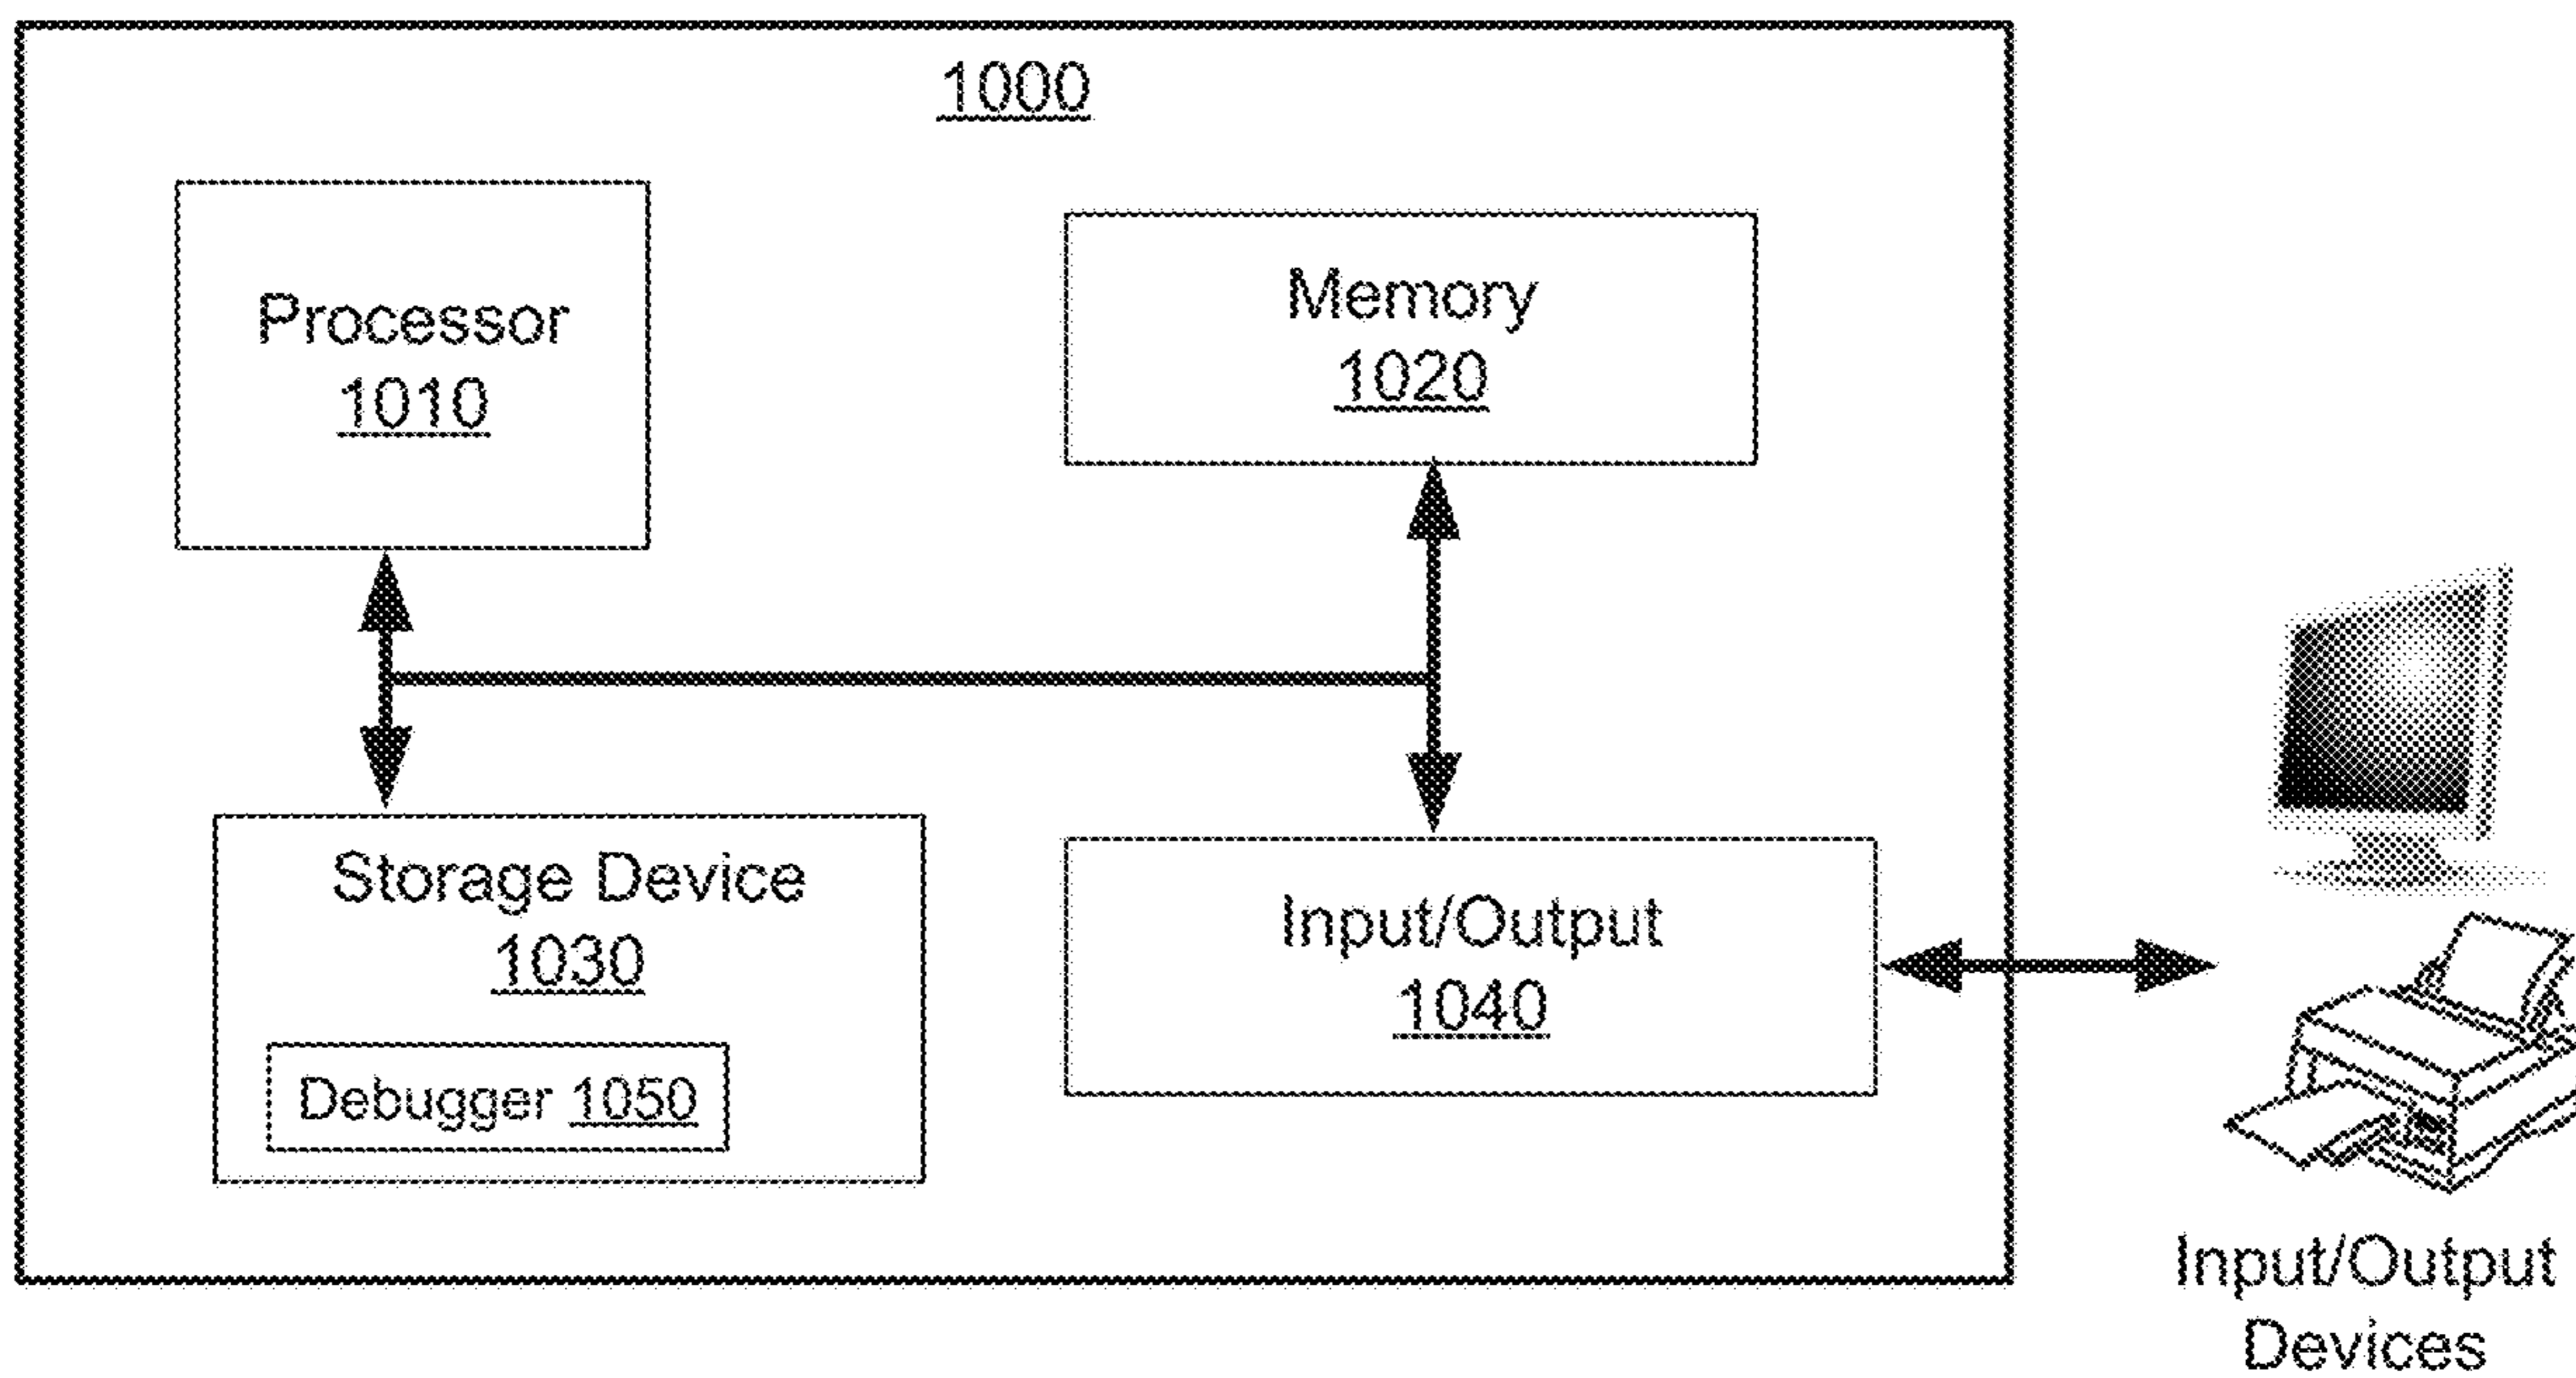 1000
Processor
1010
Memory
1020
Storage Device
1030
Debugger 1050
Input/Output
1040
Input/Output
Devices